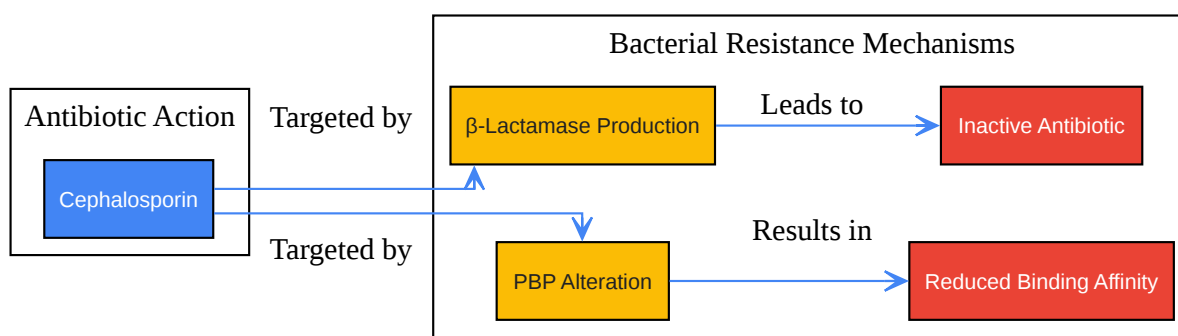 Bacterial Resistance Mechanisms
Antibiotic Action
Targeted by
β-Lactamase Production
Leads to
Inactive Antibiotic
Cephalosporin
Targeted by
PBP Alteration
Results in
Reduced Binding Affinity